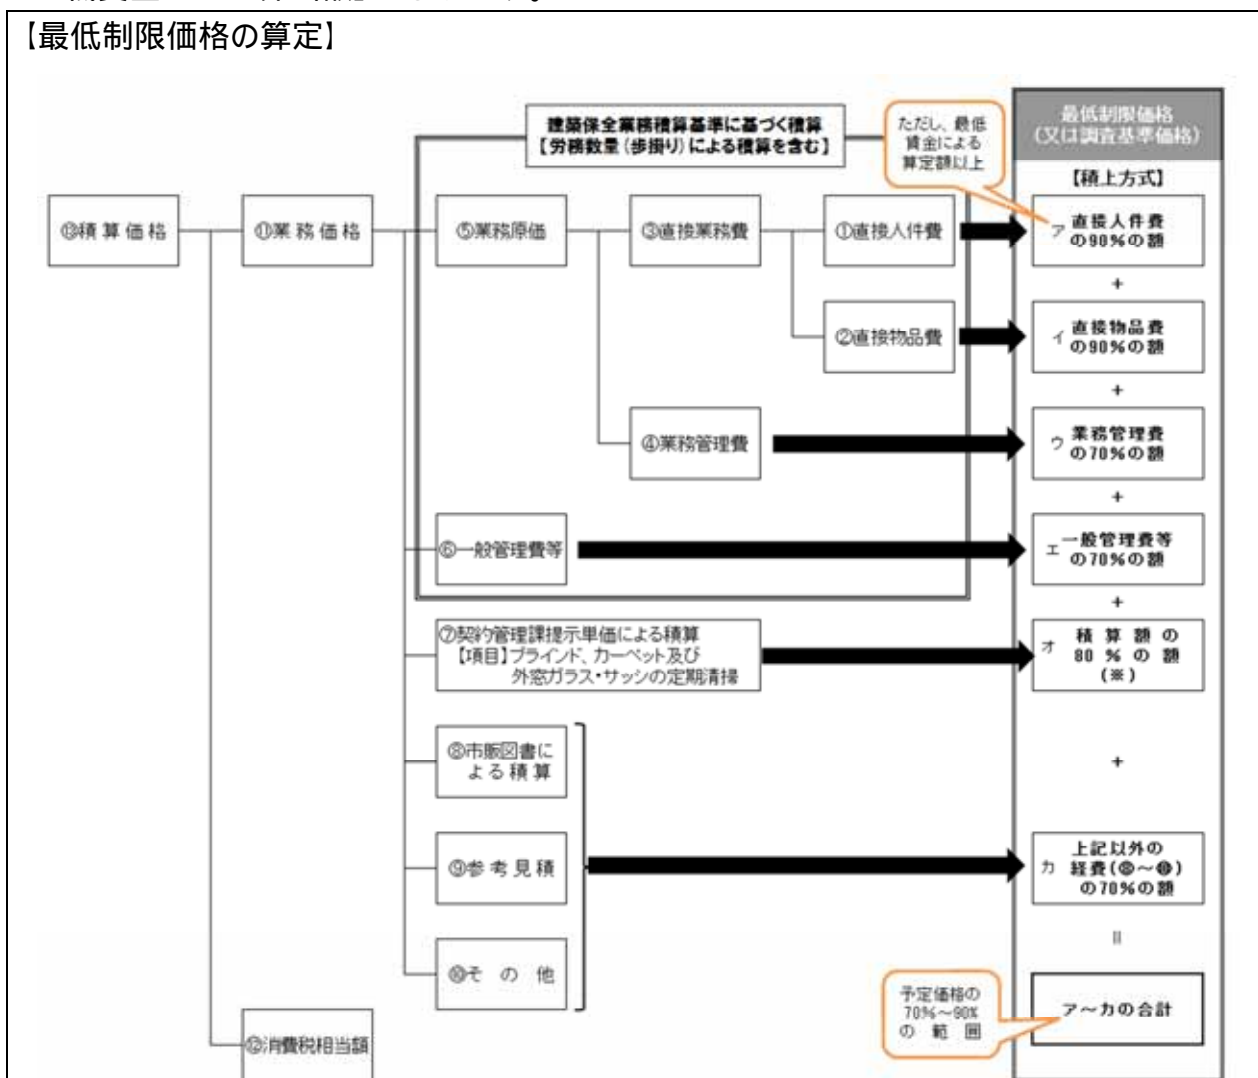 【最低制限価格の算定】
建築保全業務積算基準に基づく積算
【労務数量(歩掛り)による積算を含む】
ただし、最低
賃金による
算定額以上
最低制限価格
(又は調査基準価格)
【積上方式】
⑬積算価格
⑪業務価格
⑤業務原価
③直接業務費
①直接人件費
ア 直接人件費
の90%の額
+
②直接物品費
イ 直接物品費
の90%の額
+
④業務管理費
ウ 業務管理費
の70%の額
+
⑥一般管理費等
エ 一般管理費等
の70%の額
+
⑦契約管理課提示単価による積算
【項目】ブラインド、カーペット及び
外窓ガラス・サッシの定期清掃
オ 積算額の
80%の額
(※)
+
⑧市販図書に
よる積算
⑨参考見積
カ 上記以外の
経費(⑧~⑩)
の70%の額
=
⑩その他
予定価格の
70%~90%
の範囲
ア~カの合計
⑫消費税相当額